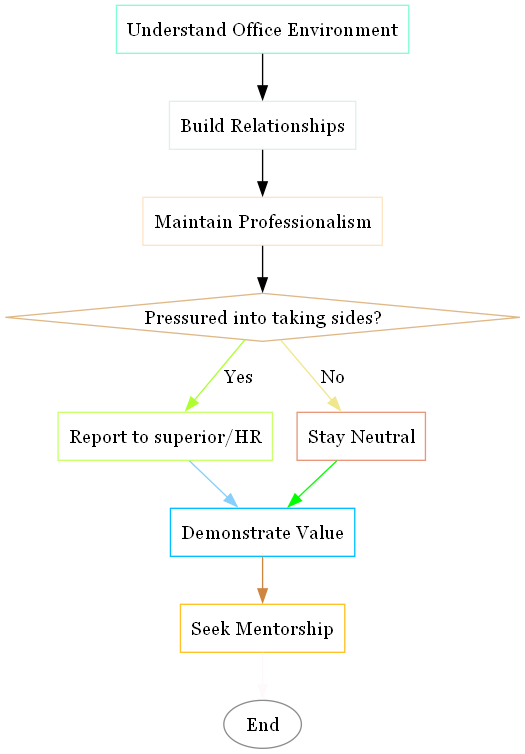 Understand Office Environment
Build Relationships
Maintain Professionalism
Pressured into taking sides?
Yes
No
Report to superior/HR
Stay Neutral
Demonstrate Value
Seek Mentorship
End